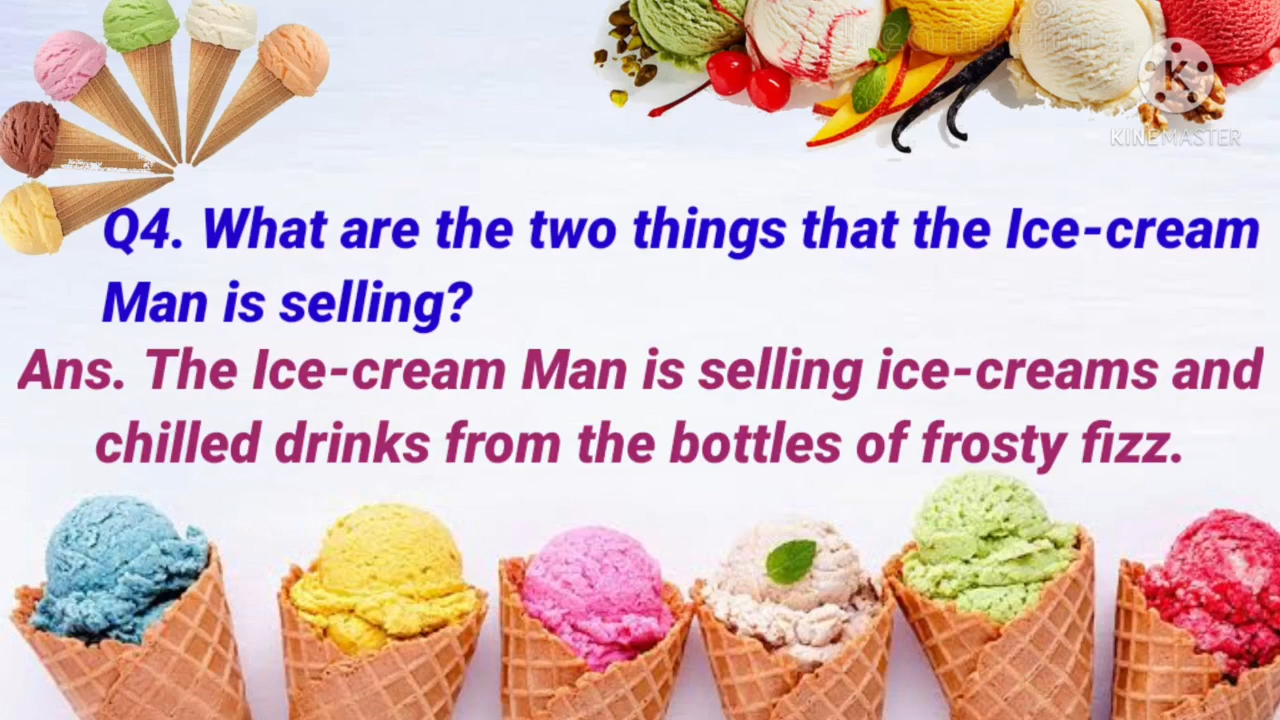 KINEMASTER
Q4. What are the two things that the Ice-cream
Man is selling?
Ans. The Ice-cream Man is selling ice-creams and
chilled drinks from the bottles of frosty fizz.